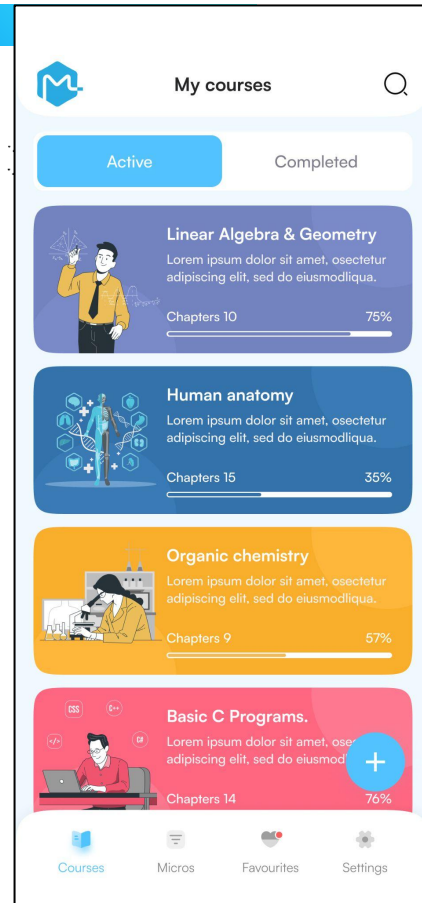 My courses
Active
Completed
Linear Algebra & Geometry
Lorem ipsum dolor sit amet, osectetur
adipiscing elit, sed do eiusmodliqua.
Chapters 10
75%
Human anatomy
Lorem ipsum dolor sit amet, osectetur
adipiscing elit, sed do eiusmodliqua.
Chapters 15
35%
Organic chemistry
Lorem ipsum dolor sit amet, osectetur
adipiscing elit, sed do eiusmodliqua.
Chapters 9
57%
CSS
C++
</>
C#
Basic C Programs.
Lorem ipsum dolor sit amet,
adipiscing elit, sed do
Chapters 14
76%
Courses
Micros
Favourites
Settings